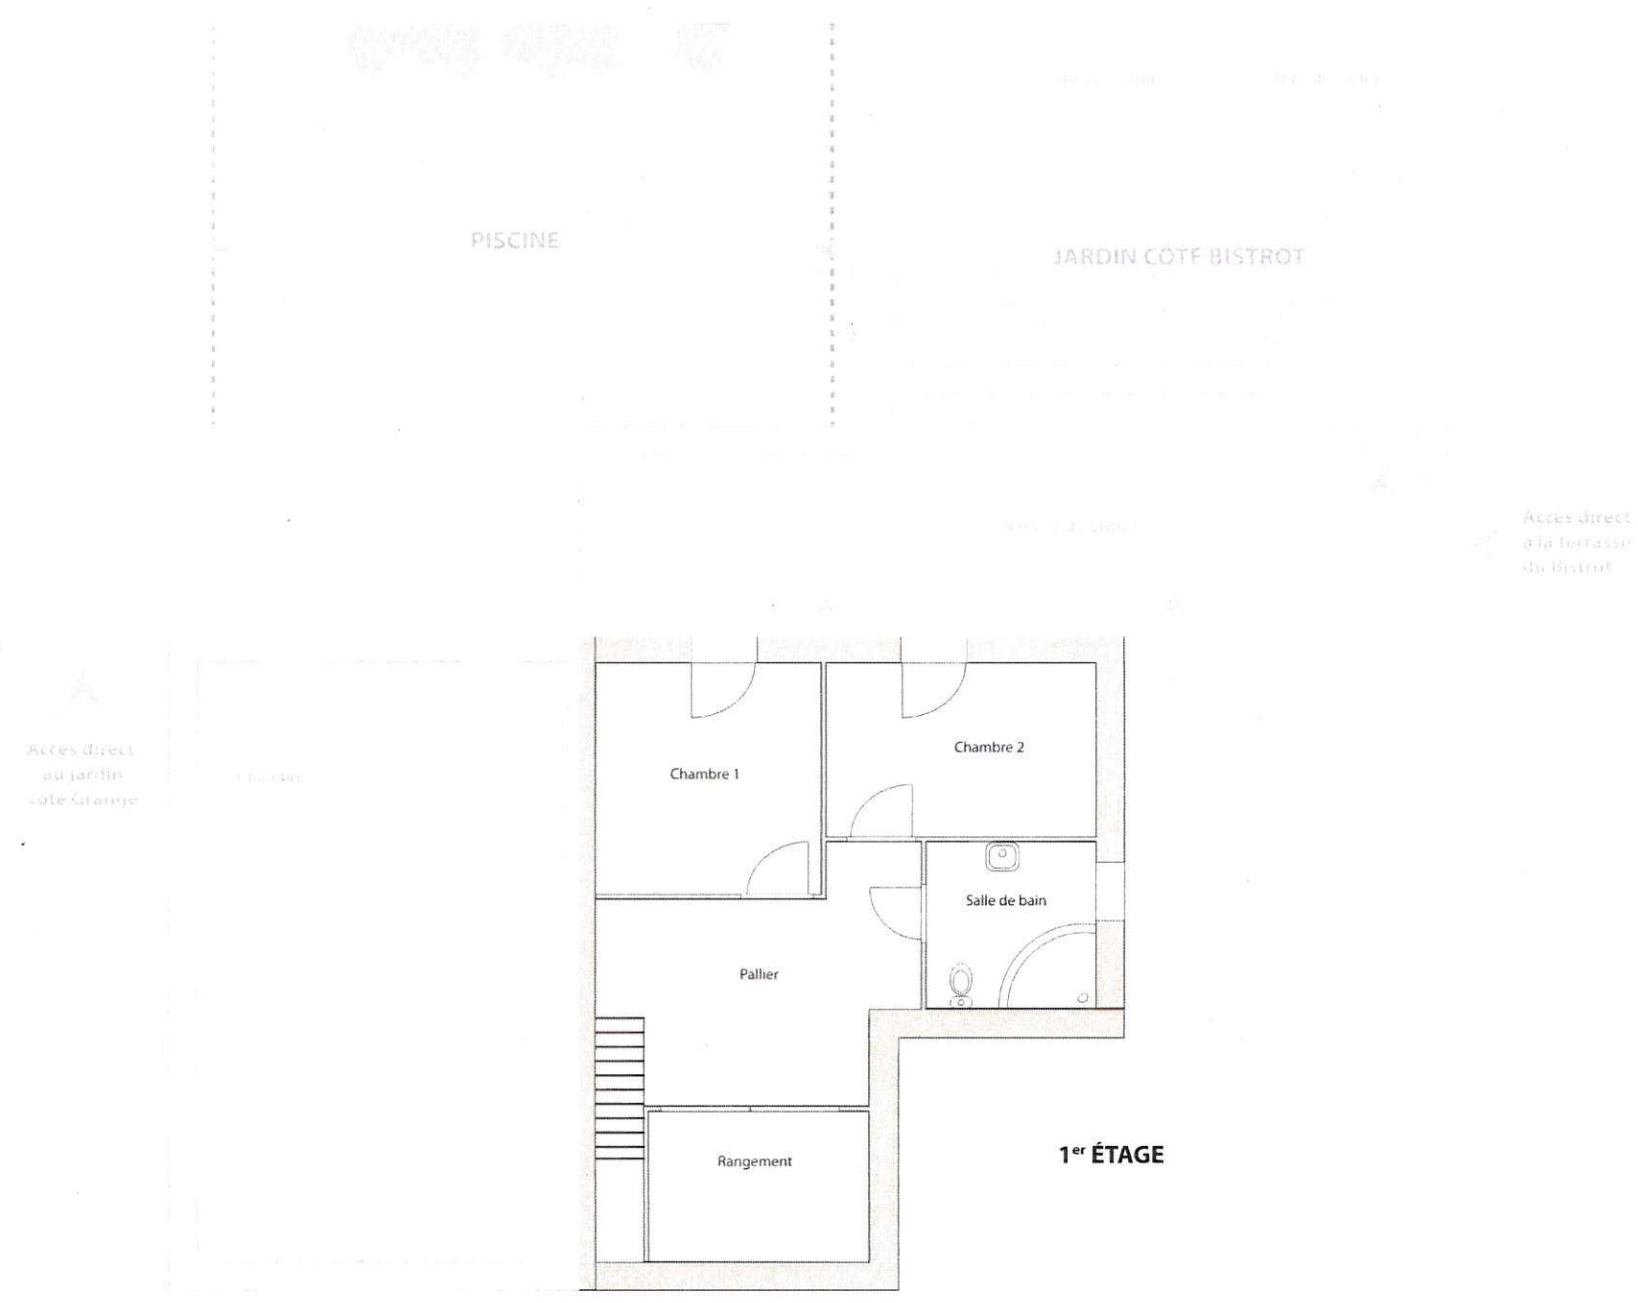 PISCINE
JARDIN COTE BISTROT
Acces direct
a la terrasse
du Bistrot
Acces direct
au jardin
cote Grange
Chambre 1
Chambre 2
Salle de bain
Pallier
Rangement
1er ÉTAGE